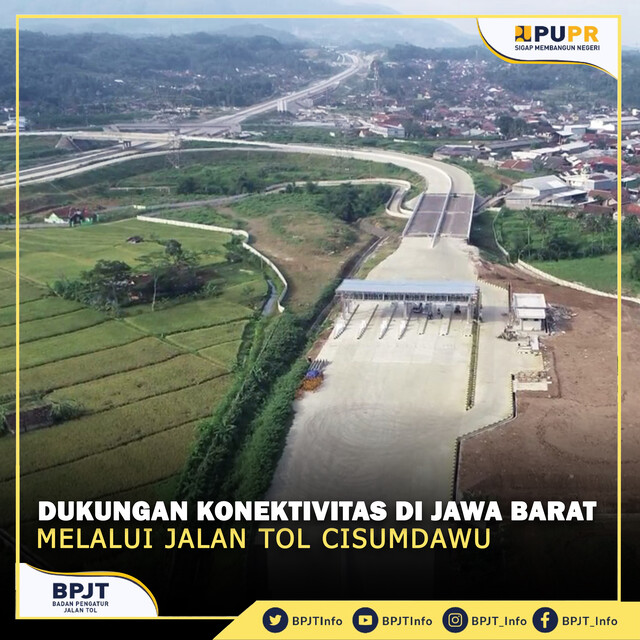 PUPR
SIGAP MEMBANGUN NEGERI
DUKUNGAN KONEKTIVITAS DI JAWA BARAT
MELALUI JALAN TOL CISUMDAWU
BPJT
BADAN PENGATUR
JALAN TOL
BPJTInfo
BPJTInfo
BPJT_Info
BPJT_Info